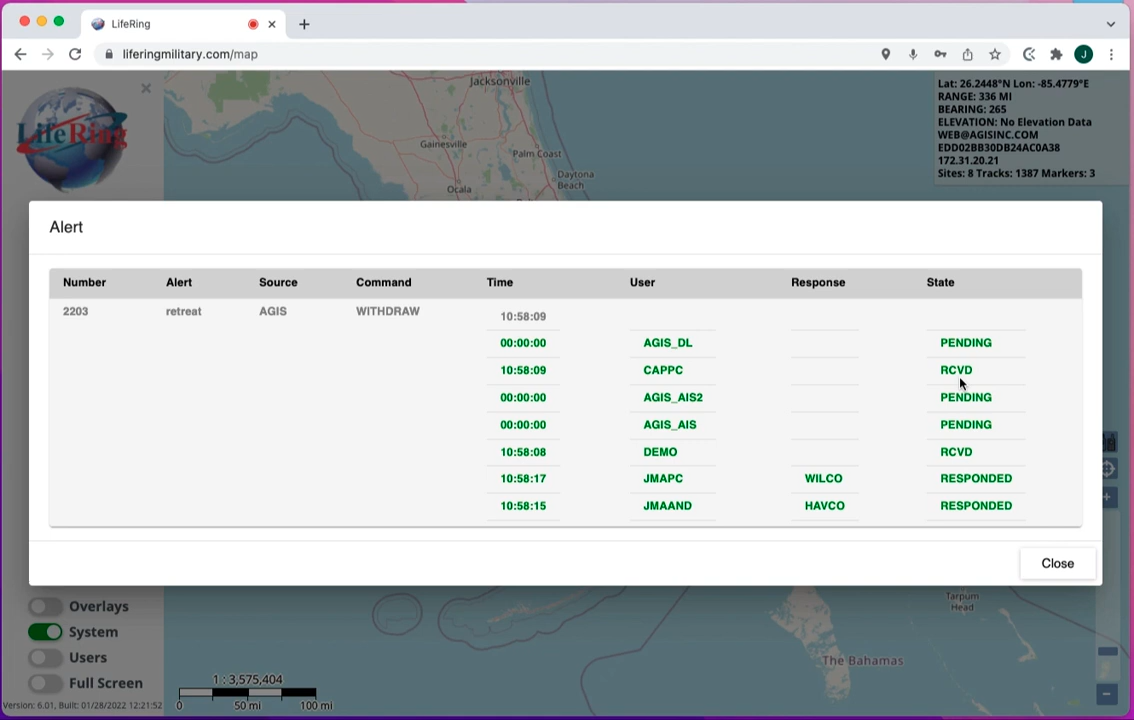 LifeRing
liferingmilitary.com/map
J
LifeRing
Jacksonville
Gainesville
Palm Coast
Daytona
Beach
Ocala
Lat: 26.2448°N Lon: -85.4779°E
RANGE: 336 MI
BEARING: 265
ELEVATION: No Elevation Data
WEB@AGISINC.COM
EDD02BB30DB24AC0A38
172.31.20.21
Sites: 8 Tracks: 1387 Markers: 3
Alert
Number Alert Source Command Time User Response State
2203 retreat AGIS WITHDRAW 10:58:09
00:00:00 AGIS_DL PENDING
10:58:09 CAPPC RCVD
00:00:00 AGIS_AIS2 PENDING
00:00:00 AGIS_AIS PENDING
10:58:08 DEMO RCVD
10:58:17 JMAPC WILCO RESPONDED
10:58:15 JMAAND HAVCO RESPONDED
Close
Overlays
System
Users
Full Screen
Version: 6.01, Built: 01/28/2022 12:21:52
1 : 3,575,404
0 50 mi 100 mi
Tarpum
Head
The Bahamas